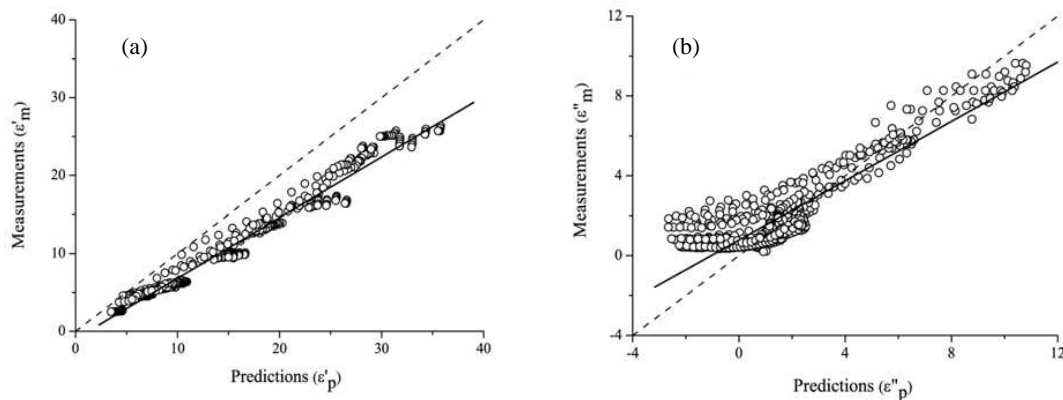 (a)
40
30
20
10
0
0 10 20 30 40
Measurements (ε'm)
Predictions (ε'p)
(b)
12
8
4
0
-4
-4 0 4 8 12
Measurements (ε"m)
Predictions (ε"p)